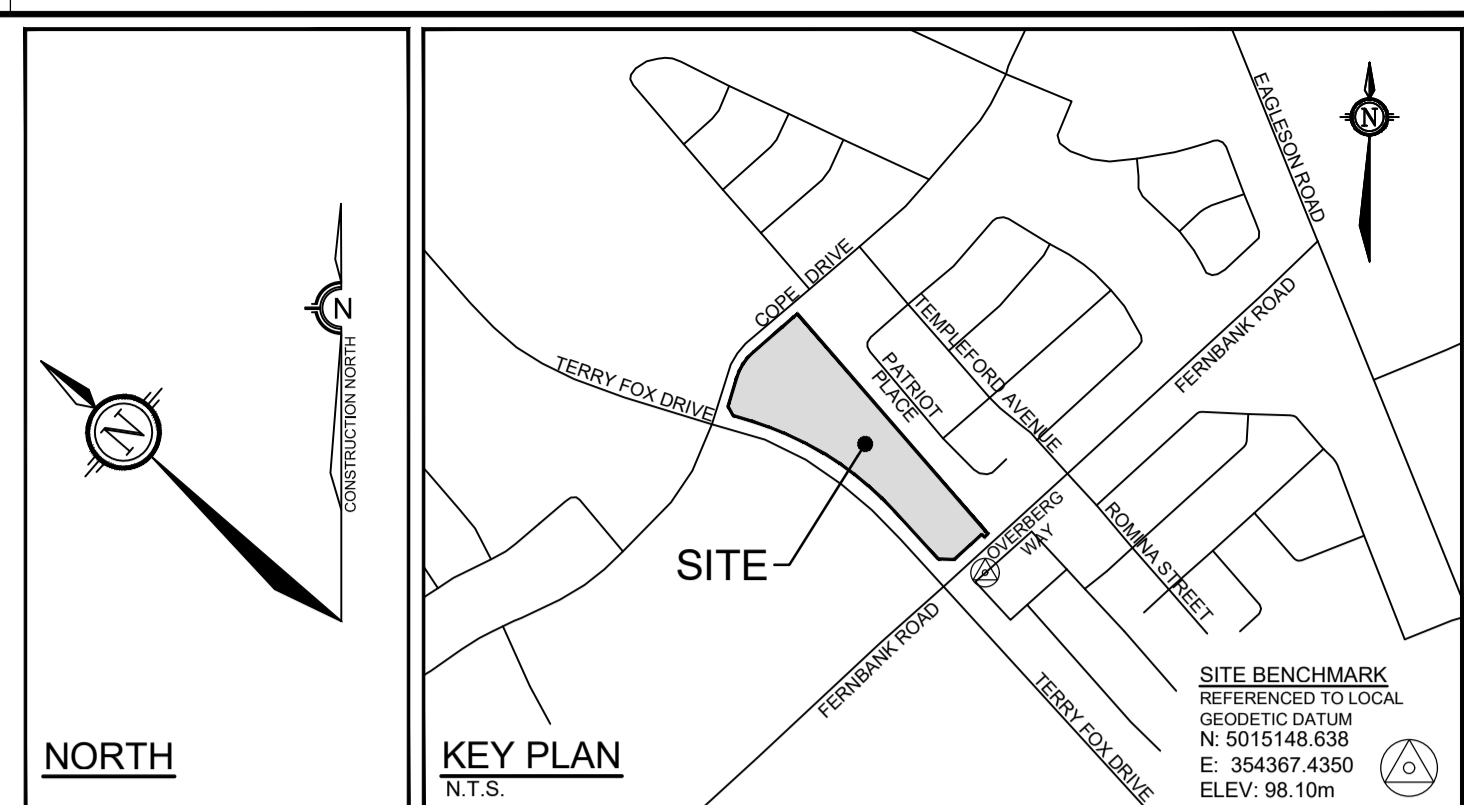 N
CONSTRUCTION NORTH
N
NORTH
N
EAGLESON ROAD
COPE DRIVE
TERRY FOX DRIVE
TEMPLEFORD AVENUE
PATRIOT
PLACE
FERNBANK ROAD
SITE
OVERBERG
WAY
ROMINA STREET
FERNBANK ROAD
TERRY FOX DRIVE
KEY PLAN
N.T.S.
SITE BENCHMARK
REFERENCED TO LOCAL
GEODETIC DATUM
N: 5015148.638
E: 354367.4350
ELEV: 98.10m